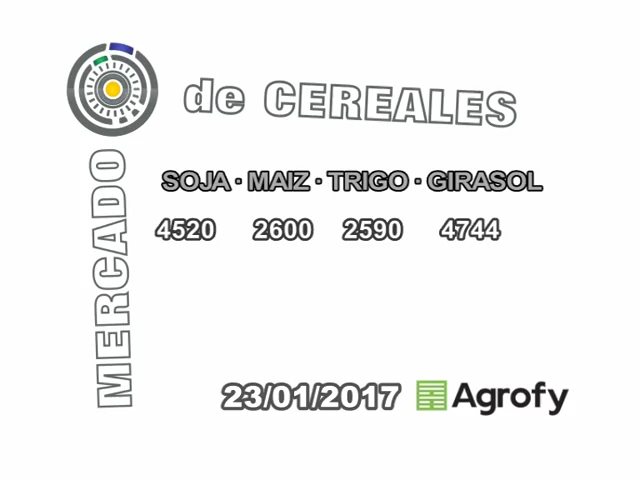 MERCADO
de CEREALES
SOJA · MAIZ · TRIGO · GIRASOL
4520 2600 2590 4744
23/01/2017 Agrofy